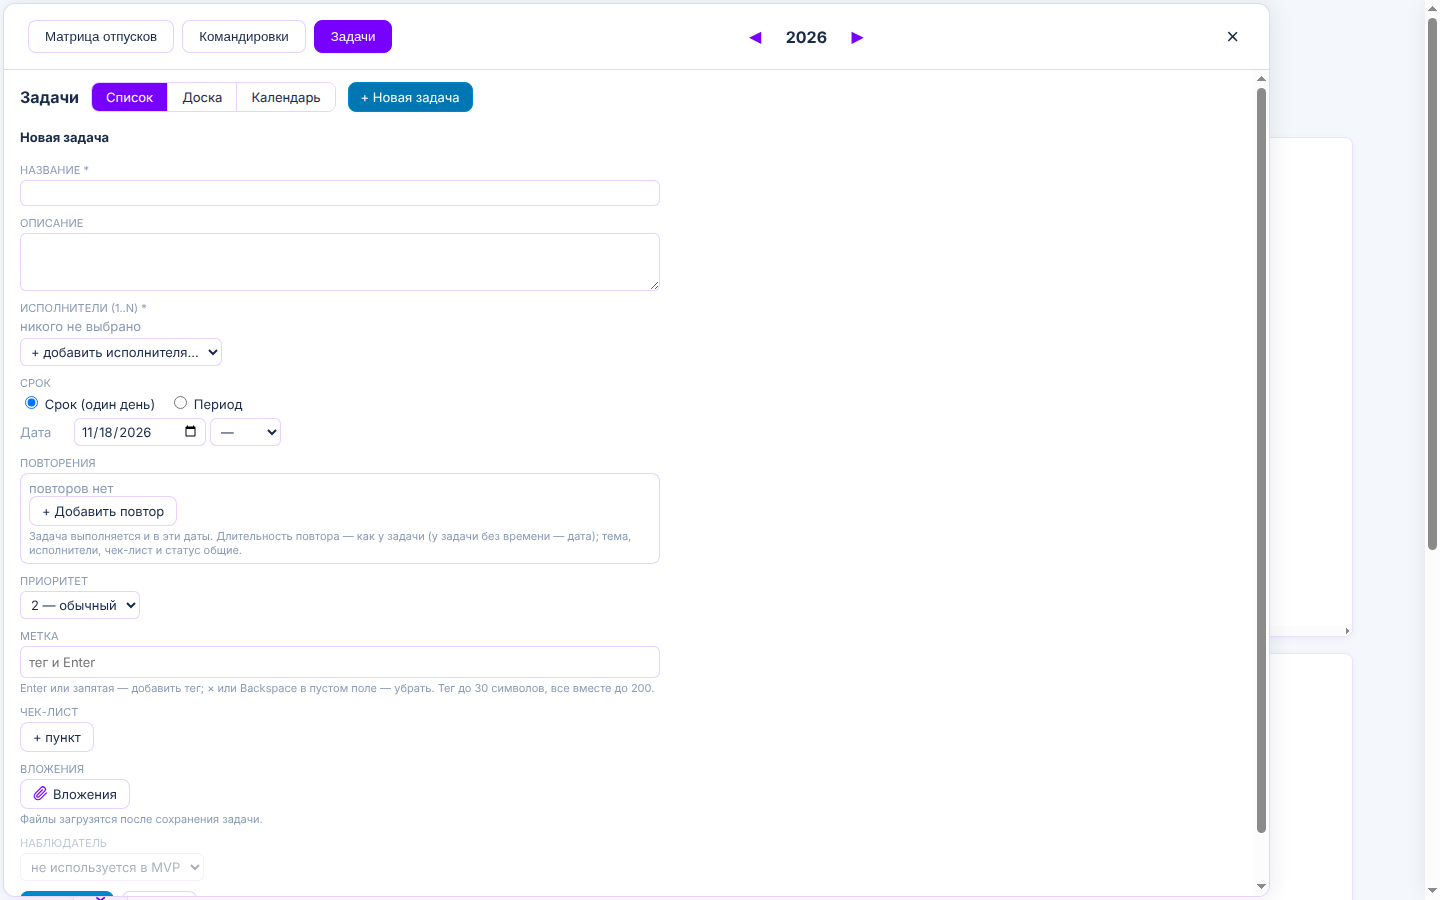 Матрица отпусков
Командировки
Задачи
◀ 2026 ▶
×
Задачи
Список
Доска
Календарь
+ Новая задача
Новая задача
НАЗВАНИЕ *
ОПИСАНИЕ
ИСПОЛНИТЕЛИ (1..N) *
никого не выбрано
+ добавить исполнителя...
СРОК
Срок (один день)
Период
Дата
11/18/2026
—
ПОВТОРЕНИЯ
повторов нет
+ Добавить повтор
Задача выполняется и в эти даты. Длительность повтора — как у задачи (у задачи без времени — дата); тема,
исполнители, чек-лист и статус общие.
ПРИОРИТЕТ
2 — обычный
МЕТКА
тег и Enter
Enter или запятая — добавить тег; × или Backspace в пустом поле — убрать. Тег до 30 символов, все вместе до 200.
ЧЕК-ЛИСТ
+ пункт
ВЛОЖЕНИЯ
Вложения
Файлы загрузятся после сохранения задачи.
НАБЛЮДАТЕЛЬ
не используется в MVP